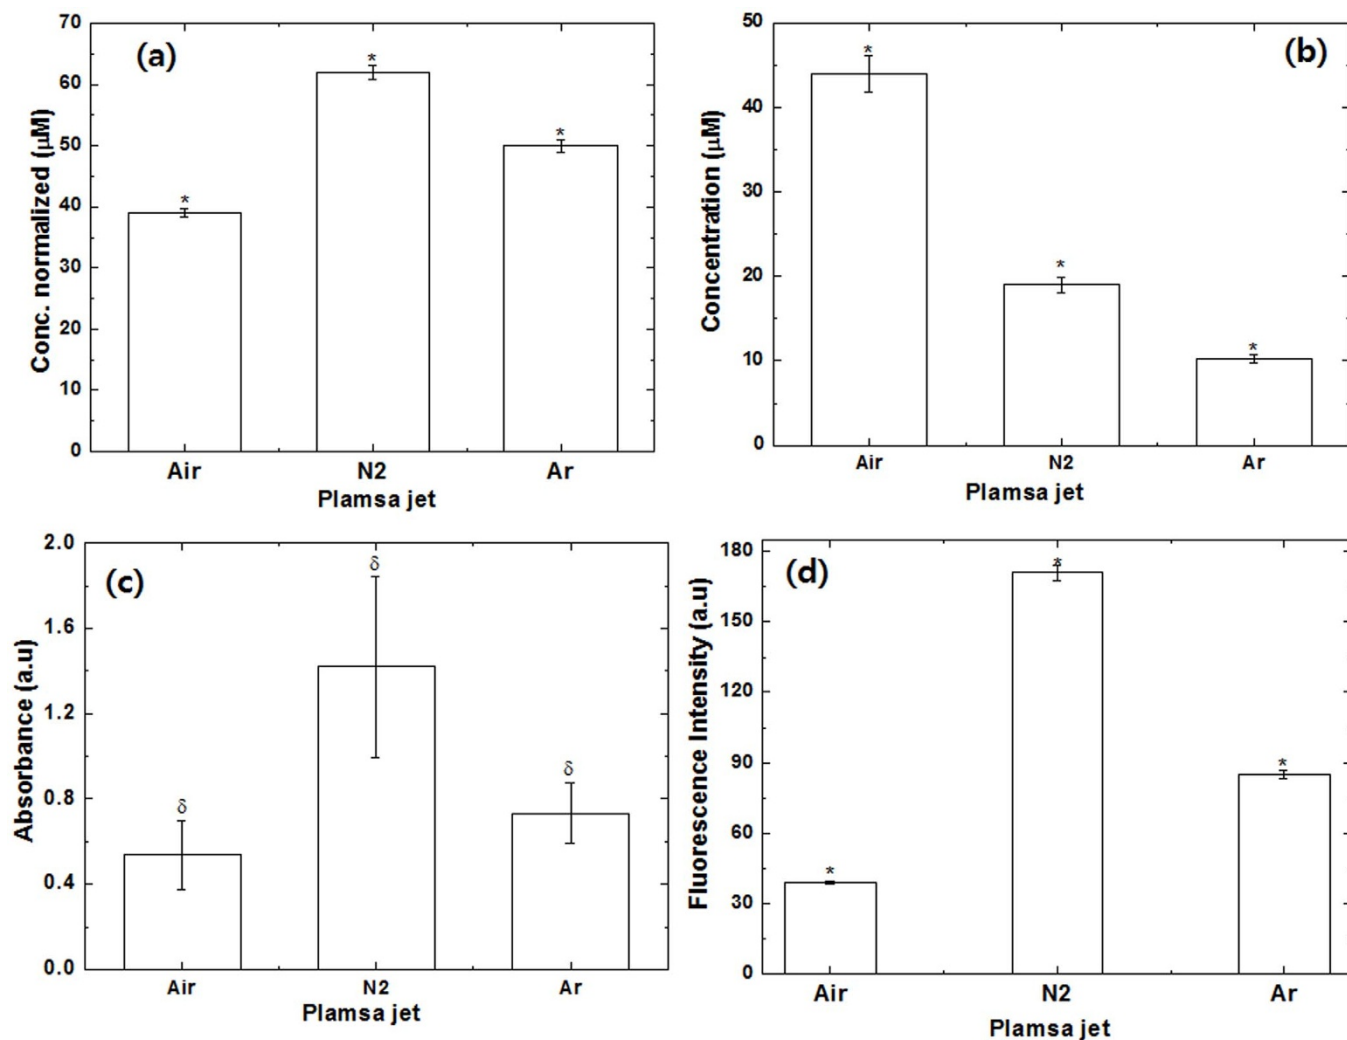 (a)
Conc. normalized (μM)
70
60
50
40
30
20
10
0
*
*
*
Air N2 Ar
Plamsa jet
(b)
Concentration (μM)
50
40
30
20
10
0
*
*
*
Air N2 Ar
Plamsa jet
(c)
Absorbance (a.u)
2.0
1.6
1.2
0.8
0.4
0.0
δ
δ
δ
Air N2 Ar
Plamsa jet
(d)
Fluorescence Intensity (a.u)
180
150
120
90
60
30
0
*
*
*
Air N2 Ar
Plamsa jet